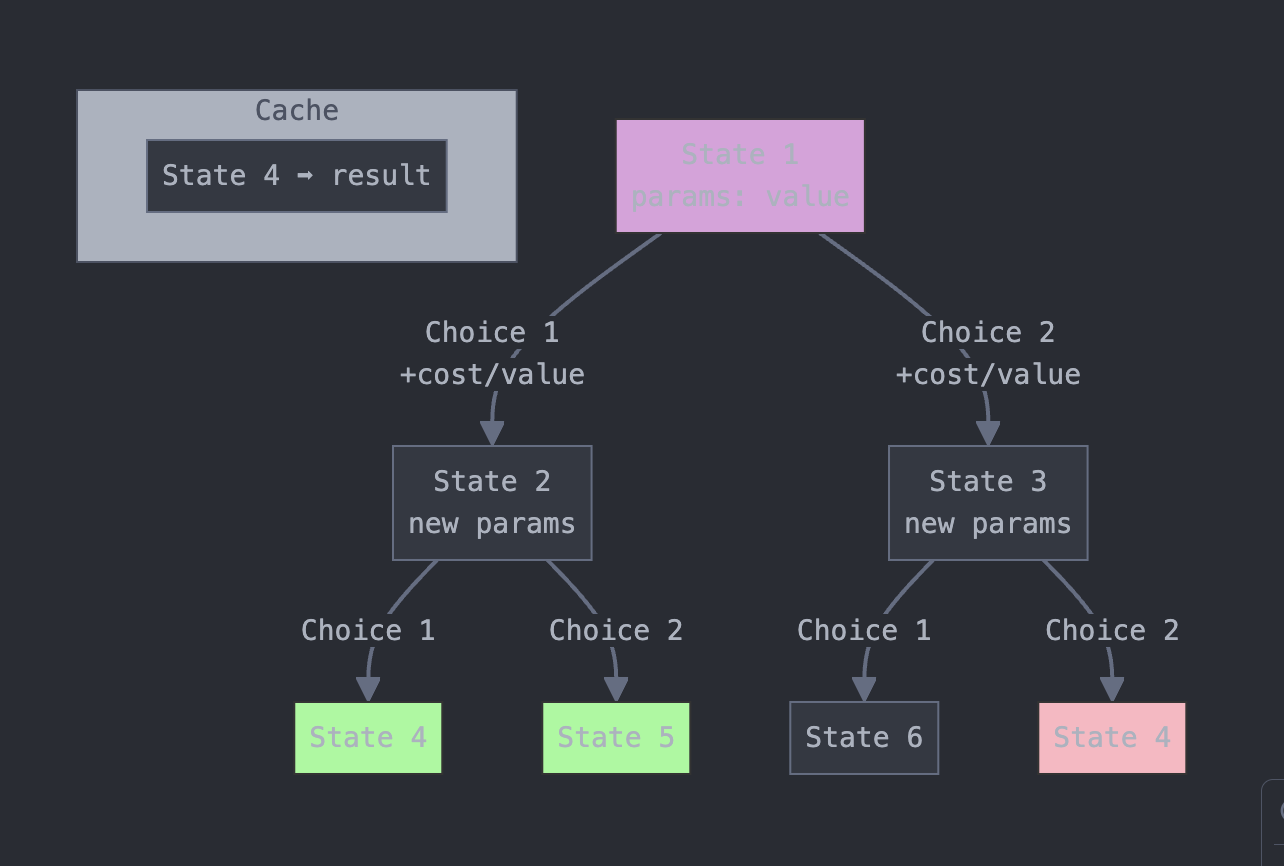 Cache
State 4 ➡ result
State 1
params: value
Choice 1
+cost/value
Choice 2
+cost/value
State 2
new params
State 3
new params
Choice 1
Choice 2
Choice 1
Choice 2
State 4
State 5
State 6
State 4